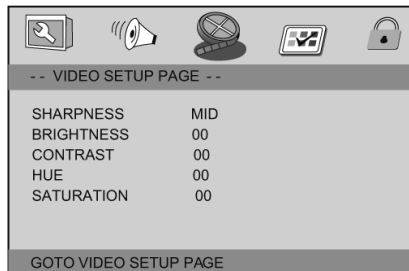 -- VIDEO SETUP PAGE --
SHARPNESS MID
BRIGHTNESS 00
CONTRAST 00
HUE 00
SATURATION 00
GOTO VIDEO SETUP PAGE